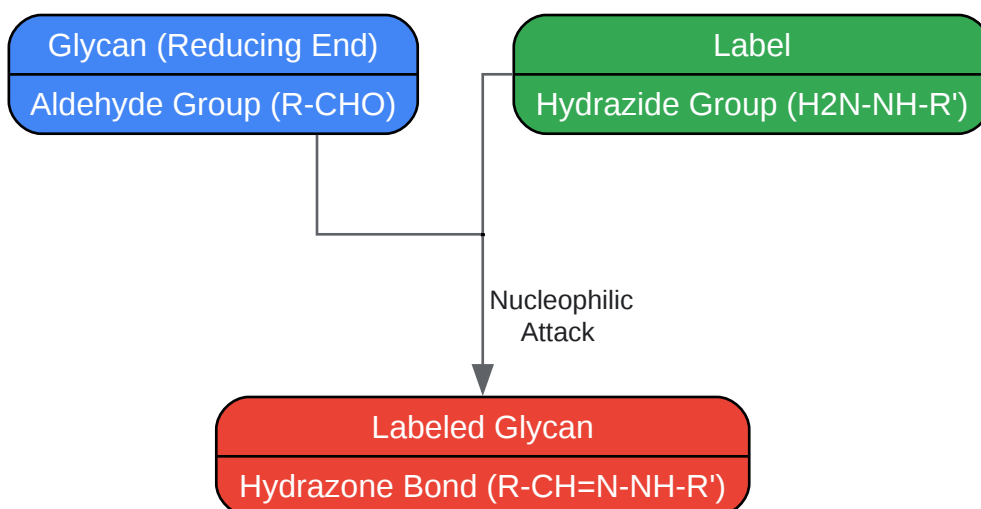 Glycan (Reducing End)
Aldehyde Group (R-CHO)
Label
Hydrazide Group (H2N-NH-R')
Nucleophilic
Attack
Labeled Glycan
Hydrazone Bond (R-CH=N-NH-R')